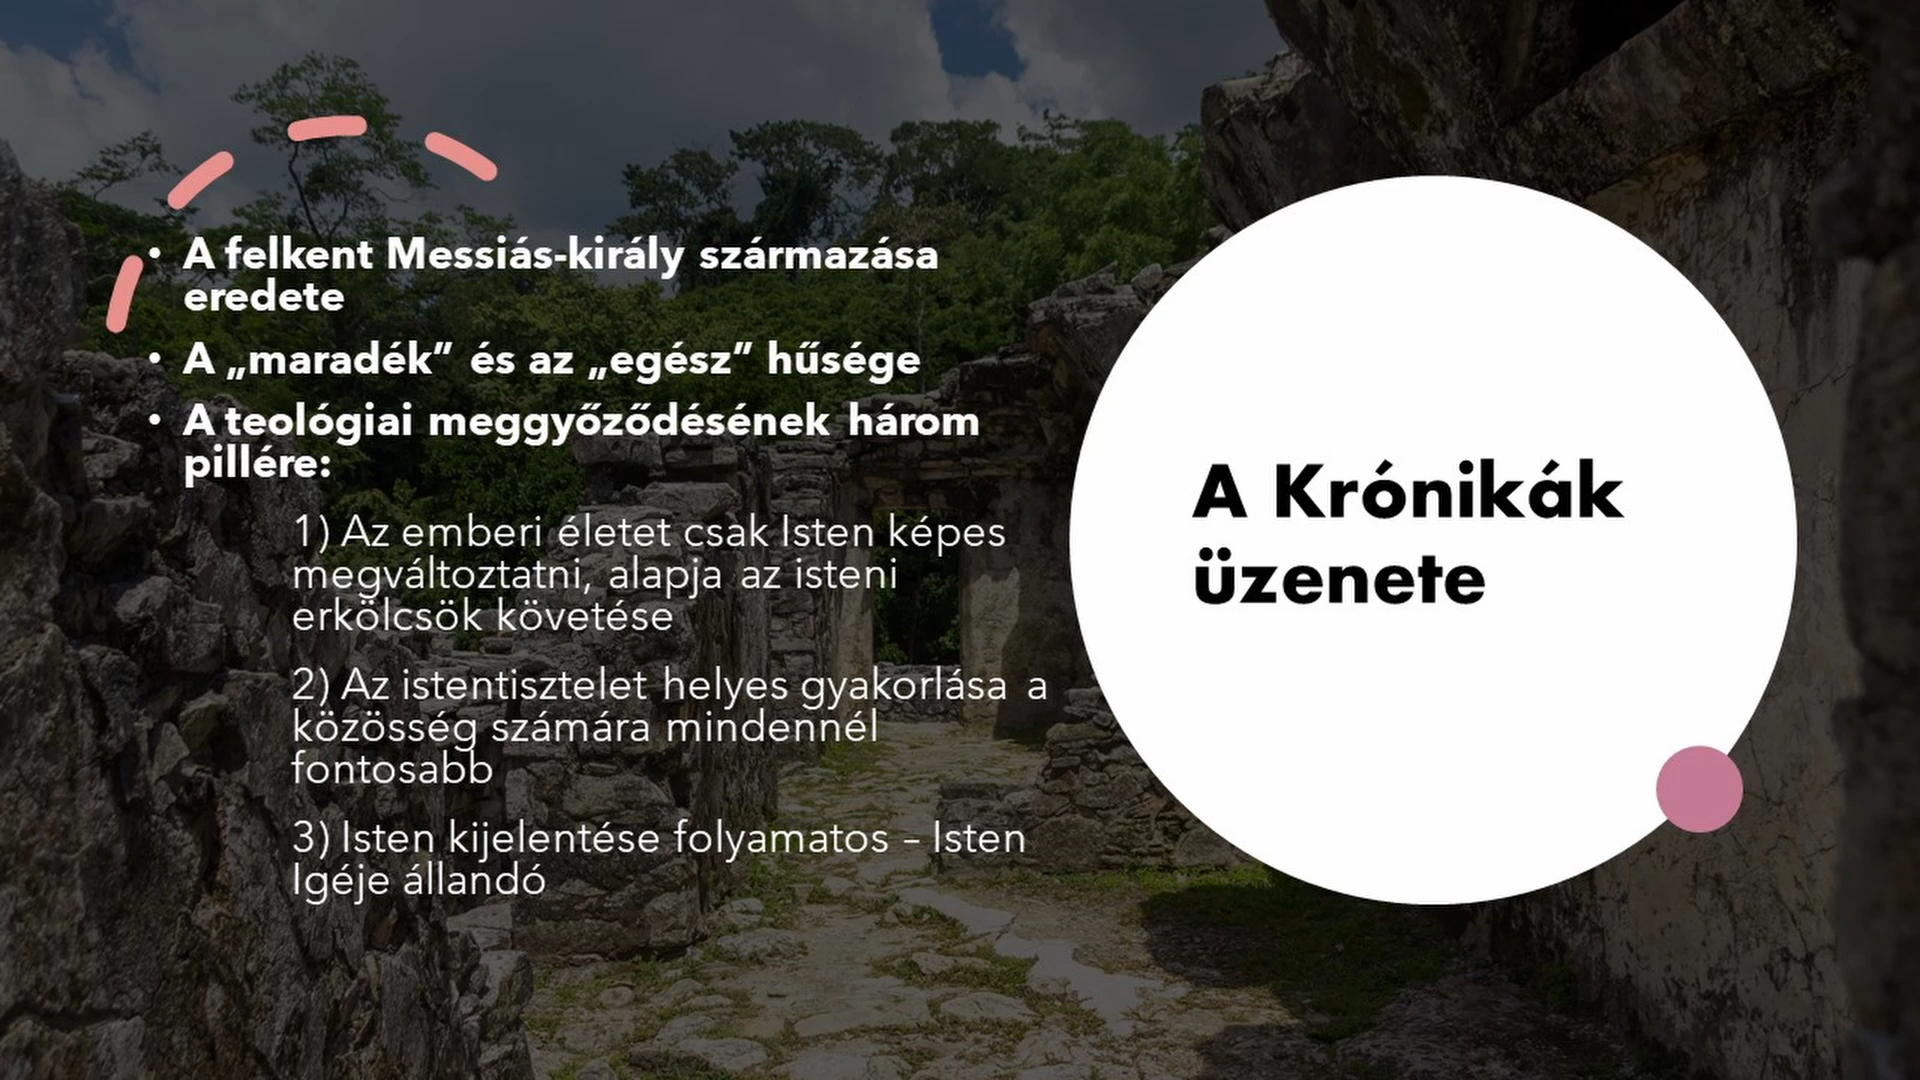 • A felkent Messiás-király származása
eredete
• A „maradék” és az „egész” hűsége
• A teológiai meggyőződésének három
pillére:
1) Az emberi életet csak Isten képes
megváltoztatni, alapja az isteni
erkölcsök követése
2) Az istentisztelet helyes gyakorlása a
közösség számára mindennél
fontosabb
3) Isten kijelentése folyamatos – Isten
Igéje állandó
A Krónikák
üzenete